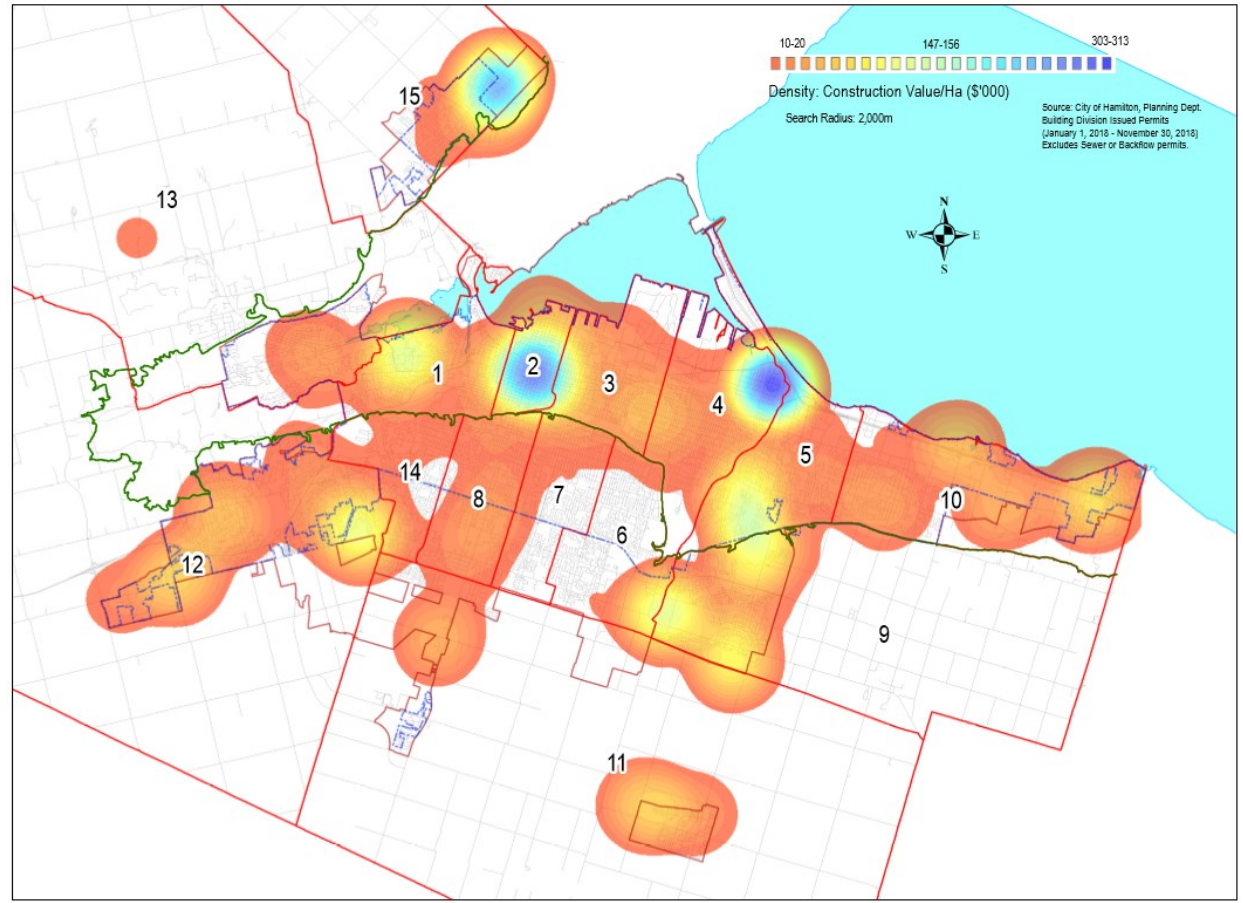 10-20 147-156 303-313
Density: Construction Value/Ha ($'000)
Search Radius: 2,000m
Source: City of Hamilton, Planning Dept.
Building Division Issued Permits
(January 1, 2018 - November 30, 2018)
Excludes Sewer or Backflow permits.
15
13
N
W E
S
2
1
3
4
5
14
8
7
10
6
12
9
11